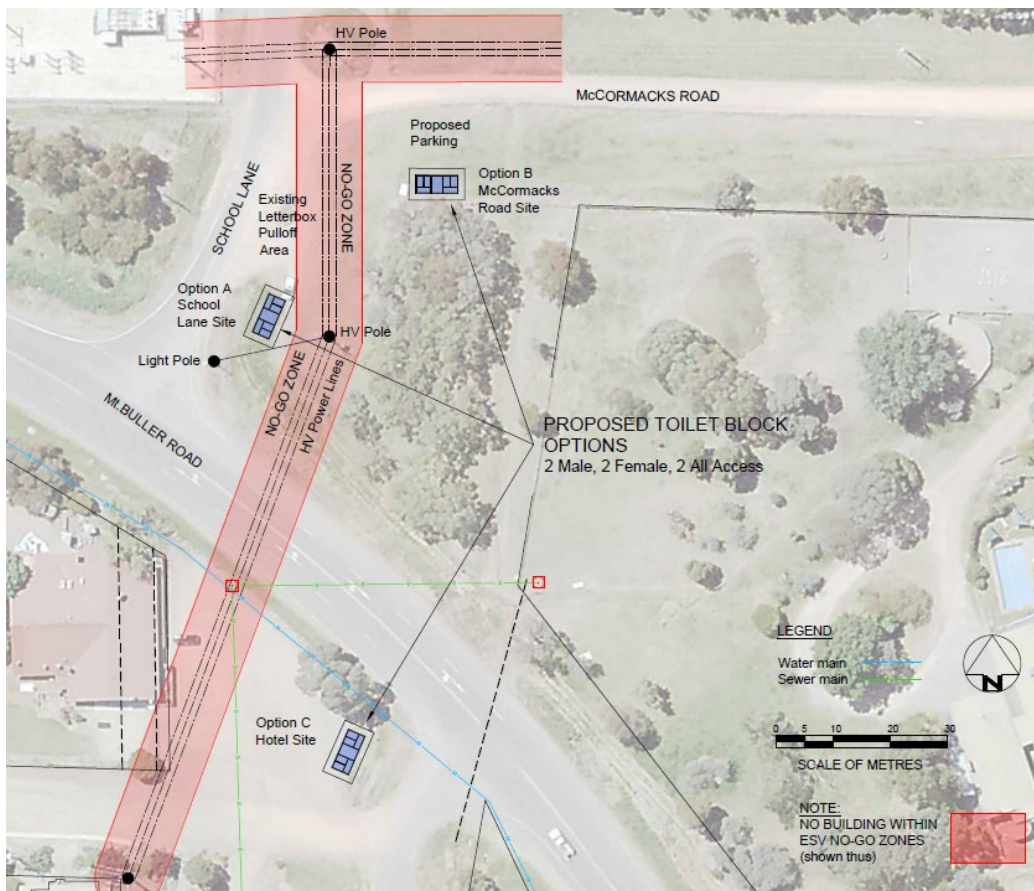 HV Pole
McCORMACKS ROAD
Proposed
Parking
Option B
McCormacks
Road Site
SCHOOL LANE
NO-GO ZONE
Existing
Letterbox
Pulloff
Area
Option A
School
Lane Site
HV Pole
Light Pole
NO-GO ZONE
HV Power Lines
Mt.BULLER ROAD
PROPOSED TOILET BLOCK
OPTIONS
2 Male, 2 Female, 2 All Access
Option C
Hotel Site
LEGEND
Water main
Sewer main
N
0 5 10 20 30
SCALE OF METRES
NOTE:
NO BUILDING WITHIN
ESV NO-GO ZONES
(shown thus)